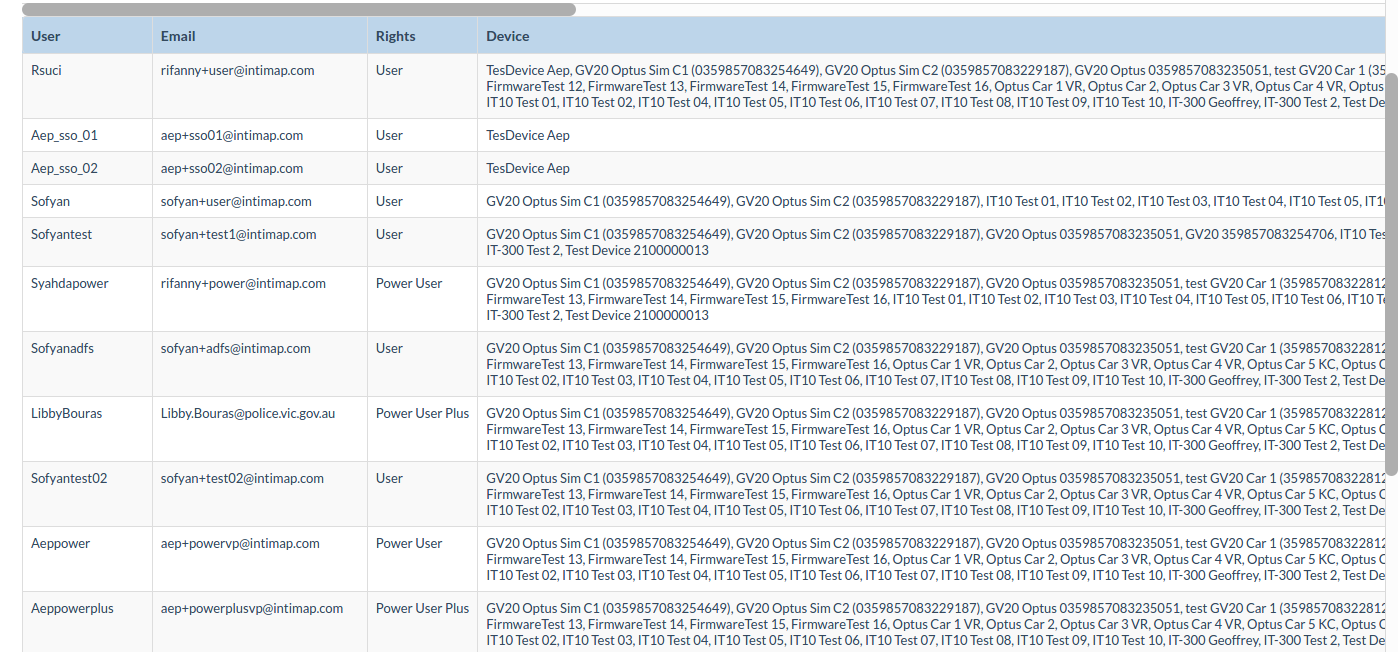 User Email Rights Device
Rsuci rifanny+user@intimap.com User TesDevice Aep, GV20 Optus Sim C1 (0359857083254649), GV20 Optus Sim C2 (0359857083229187), GV20 Optus 0359857083235051, test GV20 Car 1 (35
FirmwareTest 12, FirmwareTest 13, FirmwareTest 14, FirmwareTest 15, FirmwareTest 16, Optus Car 1 VR, Optus Car 2, Optus Car 3 VR, Optus Car 4 VR, Optus
IT10 Test 01, IT10 Test 02, IT10 Test 04, IT10 Test 05, IT10 Test 06, IT10 Test 07, IT10 Test 08, IT10 Test 09, IT10 Test 10, IT-300 Geoffrey, IT-300 Test 2, Test De
Aep_sso_01 aep+sso01@intimap.com User TesDevice Aep
Aep_sso_02 aep+sso02@intimap.com User TesDevice Aep
Sofyan sofyan+user@intimap.com User GV20 Optus Sim C1 (0359857083254649), GV20 Optus Sim C2 (0359857083229187), IT10 Test 01, IT10 Test 02, IT10 Test 03, IT10 Test 04, IT10 Test 05, IT10
Sofyantest sofyan+test1@intimap.com User GV20 Optus Sim C1 (0359857083254649), GV20 Optus Sim C2 (0359857083229187), GV20 Optus 0359857083235051, GV20 359857083254706, IT10 Tes
IT-300 Test 2, Test Device 2100000013
Syahdapower rifanny+power@intimap.com Power User GV20 Optus Sim C1 (0359857083254649), GV20 Optus Sim C2 (0359857083229187), GV20 Optus 0359857083235051, test GV20 Car 1 (35985708322812
FirmwareTest 13, FirmwareTest 14, FirmwareTest 15, FirmwareTest 16, IT10 Test 01, IT10 Test 02, IT10 Test 03, IT10 Test 04, IT10 Test 05, IT10 Test 06, IT10 T
IT-300 Test 2, Test Device 2100000013
Sofyanadfs sofyan+adfs@intimap.com User GV20 Optus Sim C1 (0359857083254649), GV20 Optus Sim C2 (0359857083229187), GV20 Optus 0359857083235051, test GV20 Car 1 (35985708322812
FirmwareTest 13, FirmwareTest 14, FirmwareTest 15, FirmwareTest 16, Optus Car 1 VR, Optus Car 2, Optus Car 3 VR, Optus Car 4 VR, Optus Car 5 KC, Optus C
IT10 Test 02, IT10 Test 03, IT10 Test 04, IT10 Test 05, IT10 Test 06, IT10 Test 07, IT10 Test 08, IT10 Test 09, IT10 Test 10, IT-300 Geoffrey, IT-300 Test 2, Test De
LibbyBouras Libby.Bouras@police.vic.gov.au Power User Plus GV20 Optus Sim C1 (0359857083254649), GV20 Optus Sim C2 (0359857083229187), GV20 Optus 0359857083235051, test GV20 Car 1 (35985708322812
FirmwareTest 13, FirmwareTest 14, FirmwareTest 15, FirmwareTest 16, Optus Car 1 VR, Optus Car 2, Optus Car 3 VR, Optus Car 4 VR, Optus Car 5 KC, Optus C
IT10 Test 02, IT10 Test 03, IT10 Test 04, IT10 Test 05, IT10 Test 06, IT10 Test 07, IT10 Test 08, IT10 Test 09, IT10 Test 10, IT-300 Geoffrey, IT-300 Test 2, Test De
Sofyantest02 sofyan+test02@intimap.com User GV20 Optus Sim C1 (0359857083254649), GV20 Optus Sim C2 (0359857083229187), GV20 Optus 0359857083235051, test GV20 Car 1 (35985708322812
FirmwareTest 13, FirmwareTest 14, FirmwareTest 15, FirmwareTest 16, Optus Car 1 VR, Optus Car 2, Optus Car 3 VR, Optus Car 4 VR, Optus Car 5 KC, Optus C
IT10 Test 02, IT10 Test 03, IT10 Test 04, IT10 Test 05, IT10 Test 06, IT10 Test 07, IT10 Test 08, IT10 Test 09, IT10 Test 10, IT-300 Geoffrey, IT-300 Test 2, Test De
Aeppower aep+powervp@intimap.com Power User GV20 Optus Sim C1 (0359857083254649), GV20 Optus Sim C2 (0359857083229187), GV20 Optus 0359857083235051, test GV20 Car 1 (35985708322812
FirmwareTest 13, FirmwareTest 14, FirmwareTest 15, FirmwareTest 16, Optus Car 1 VR, Optus Car 2, Optus Car 3 VR, Optus Car 4 VR, Optus Car 5 KC, Optus C
IT10 Test 02, IT10 Test 03, IT10 Test 04, IT10 Test 05, IT10 Test 06, IT10 Test 07, IT10 Test 08, IT10 Test 09, IT10 Test 10, IT-300 Geoffrey, IT-300 Test 2, Test De
Aeppowerplus aep+powerplusvp@intimap.com Power User Plus GV20 Optus Sim C1 (0359857083254649), GV20 Optus Sim C2 (0359857083229187), GV20 Optus 0359857083235051, test GV20 Car 1 (35985708322812
FirmwareTest 13, FirmwareTest 14, FirmwareTest 15, FirmwareTest 16, Optus Car 1 VR, Optus Car 2, Optus Car 3 VR, Optus Car 4 VR, Optus Car 5 KC, Optus C
IT10 Test 02, IT10 Test 03, IT10 Test 04, IT10 Test 05, IT10 Test 06, IT10 Test 07, IT10 Test 08, IT10 Test 09, IT10 Test 10, IT-300 Geoffrey, IT-300 Test 2, Test De